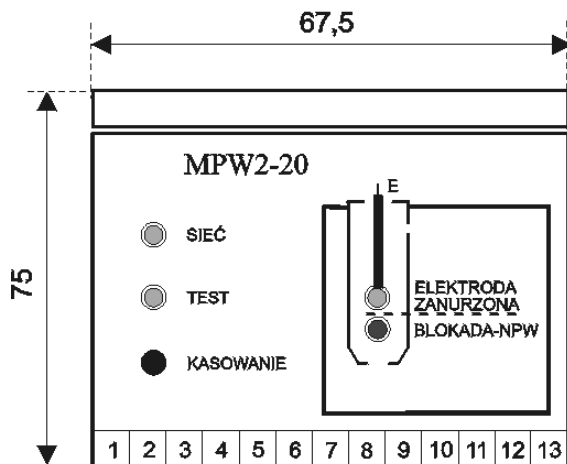 67,5
75
MPW2-20
E
SIEĆ
TEST
ELEKTRODA
ZANURZONA
BLOKADA-NPW
KASOWANIE
1 2 3 4 5 6 7 8 9 10 11 12 13